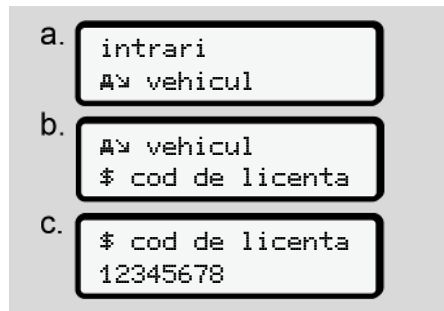 a.
intrari
vehicul
b.
vehicul
$ cod de licenta
c.
$ cod de licenta
12345678